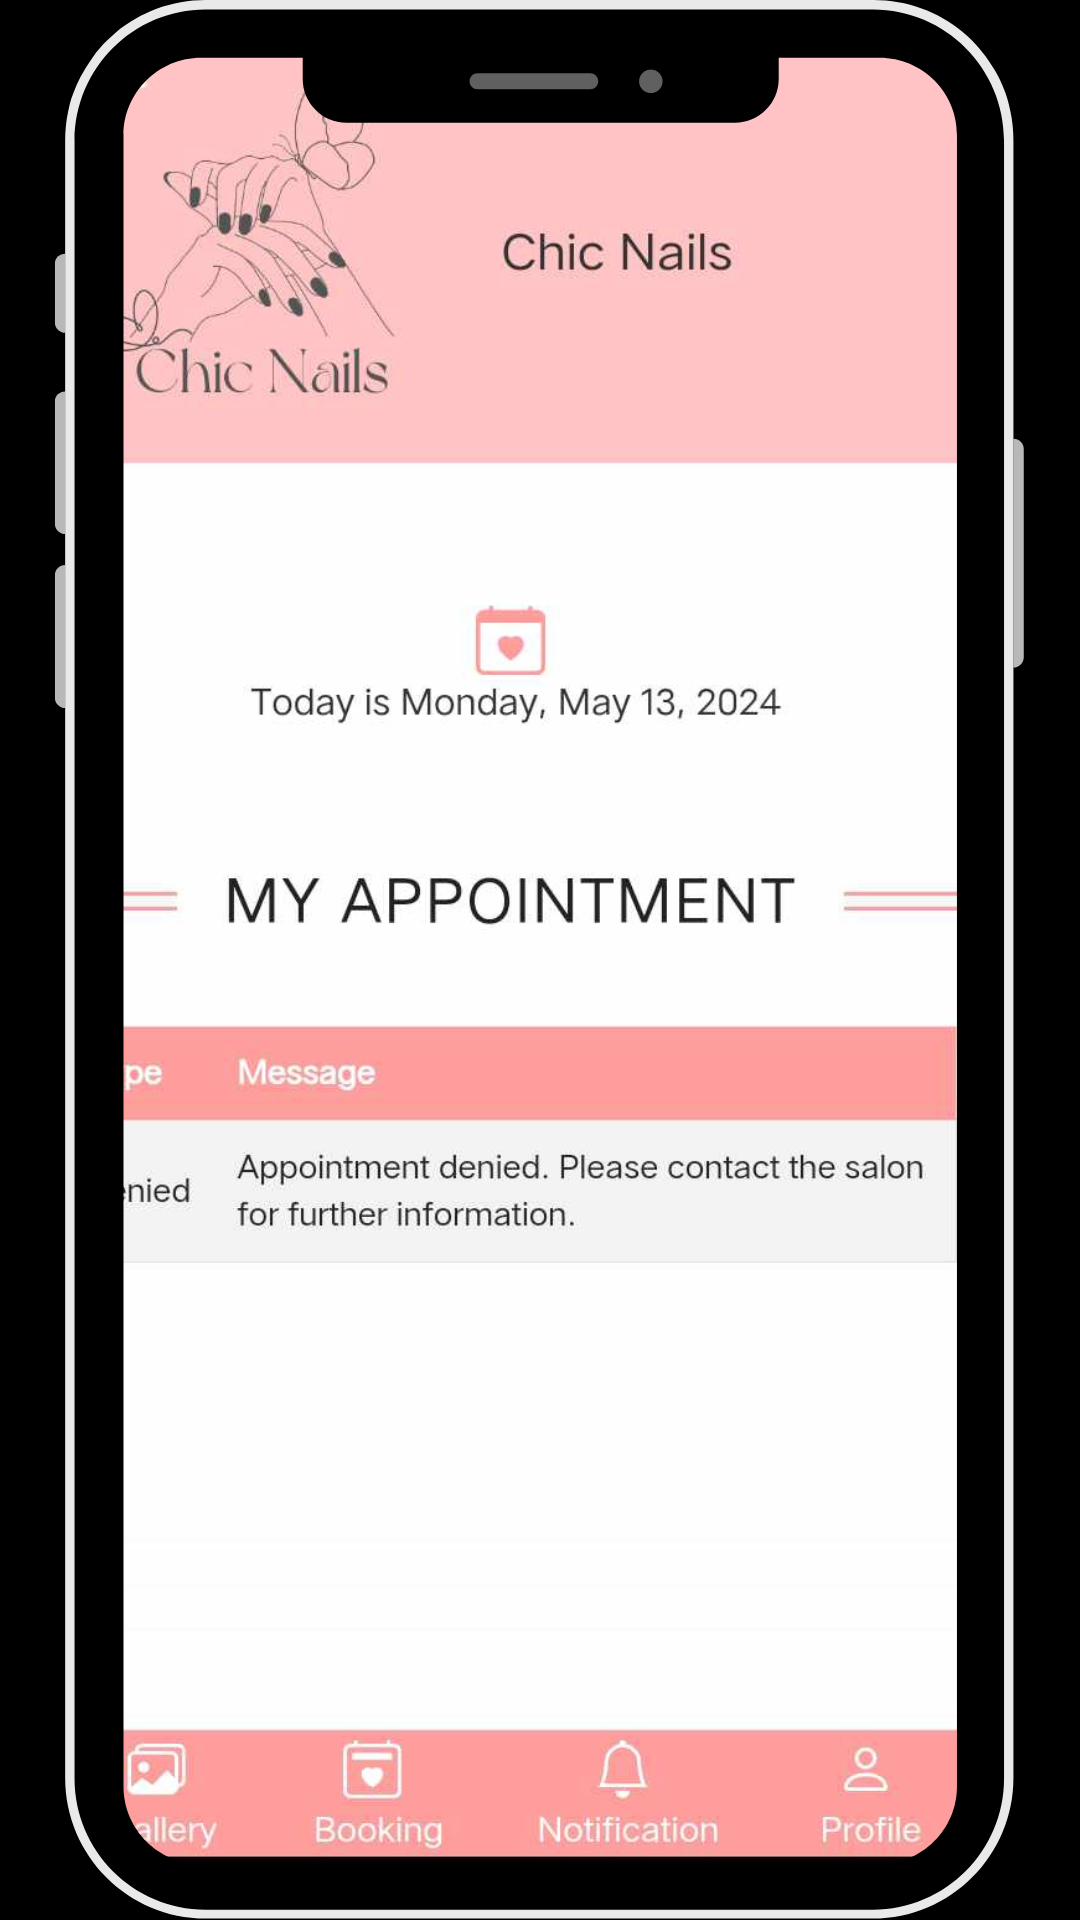 Chic Nails
Chic Nails
Today is Monday, May 13, 2024
MY APPOINTMENT
pe Message
Appointment denied. Please contact the salon
enied
for further information.
allery Booking Notification Profile